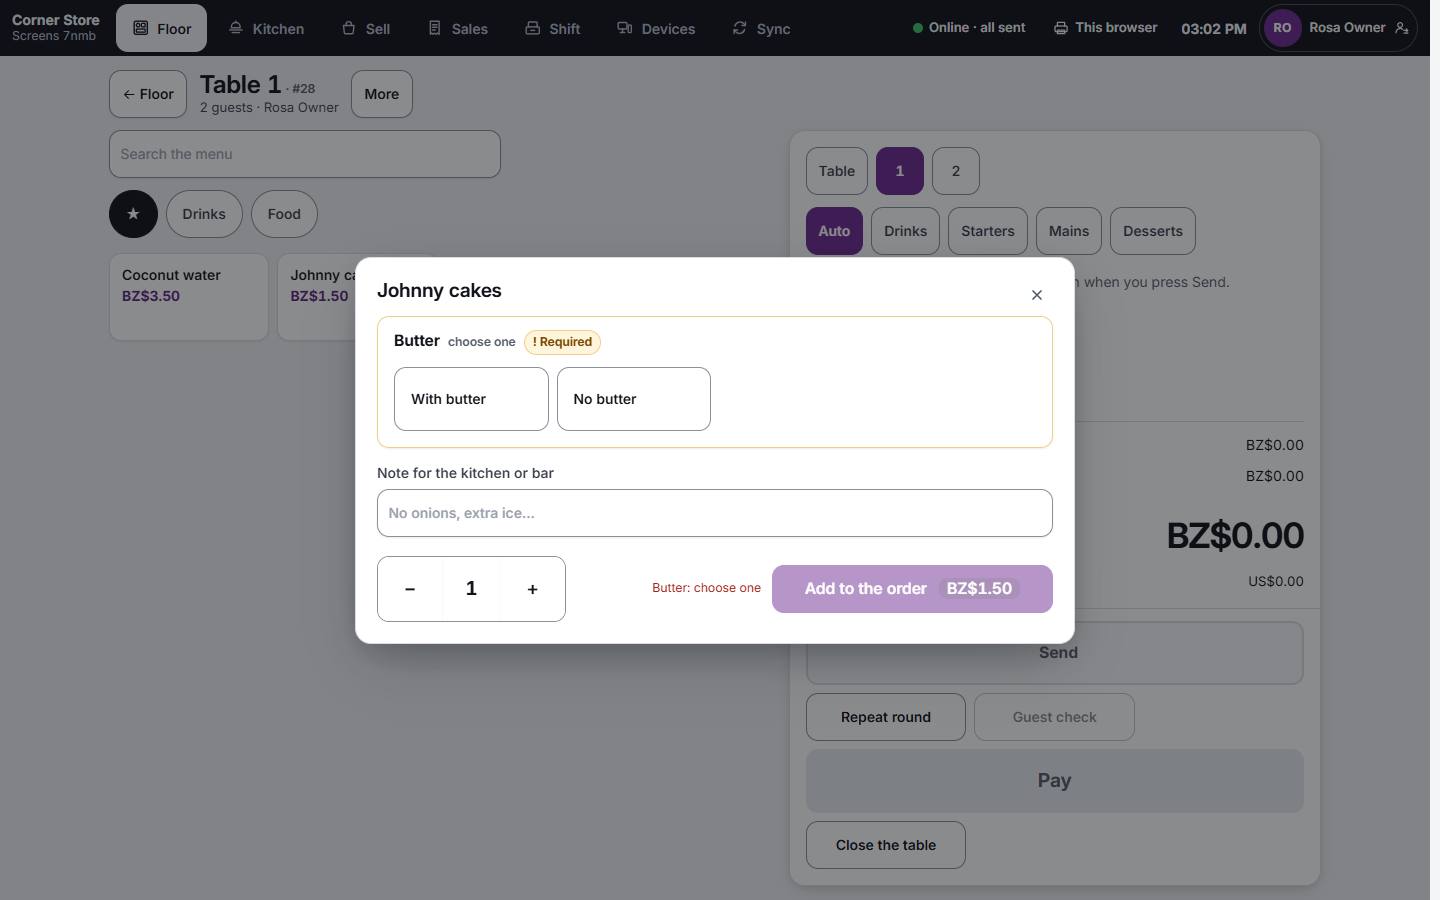 Corner Store
Screens 7nmb
Floor
Kitchen
Sell
Sales
Shift
Devices
Sync
Online · all sent
This browser
03:02 PM
RO
Rosa Owner
← Floor
Table 1 · #28
2 guests · Rosa Owner
More
Search the menu
★
Drinks
Food
Coconut water
BZ$3.50
Johnny
BZ$1.50
Table
1
2
Auto
Drinks
Starters
Mains
Desserts
when you press Send.
Johnny cakes
×
Butter choose one ! Required
With butter
No butter
Note for the kitchen or bar
No onions, extra ice...
−
1
+
Butter: choose one
Add to the order BZ$1.50
BZ$0.00
BZ$0.00
BZ$0.00
US$0.00
Send
Repeat round
Guest check
Pay
Close the table